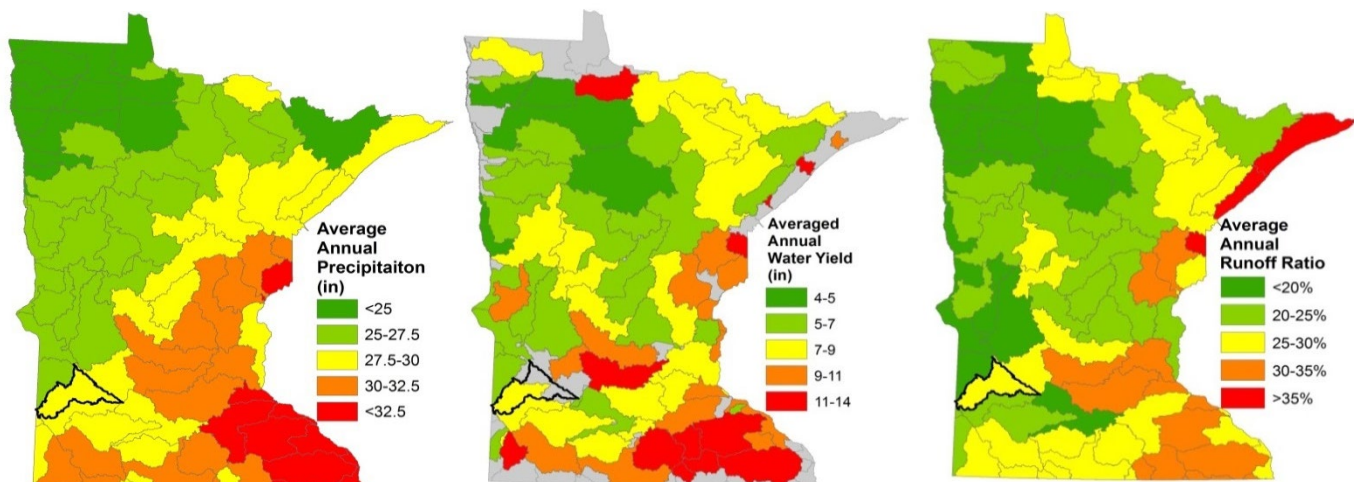 Average
Annual
Precipitaiton
(in)
<25
25-27.5
27.5-30
30-32.5
<32.5
Averaged
Annual
Water Yield
(in)
4-5
5-7
7-9
9-11
11-14
Average
Annual
Runoff Ratio
<20%
20-25%
25-30%
30-35%
>35%